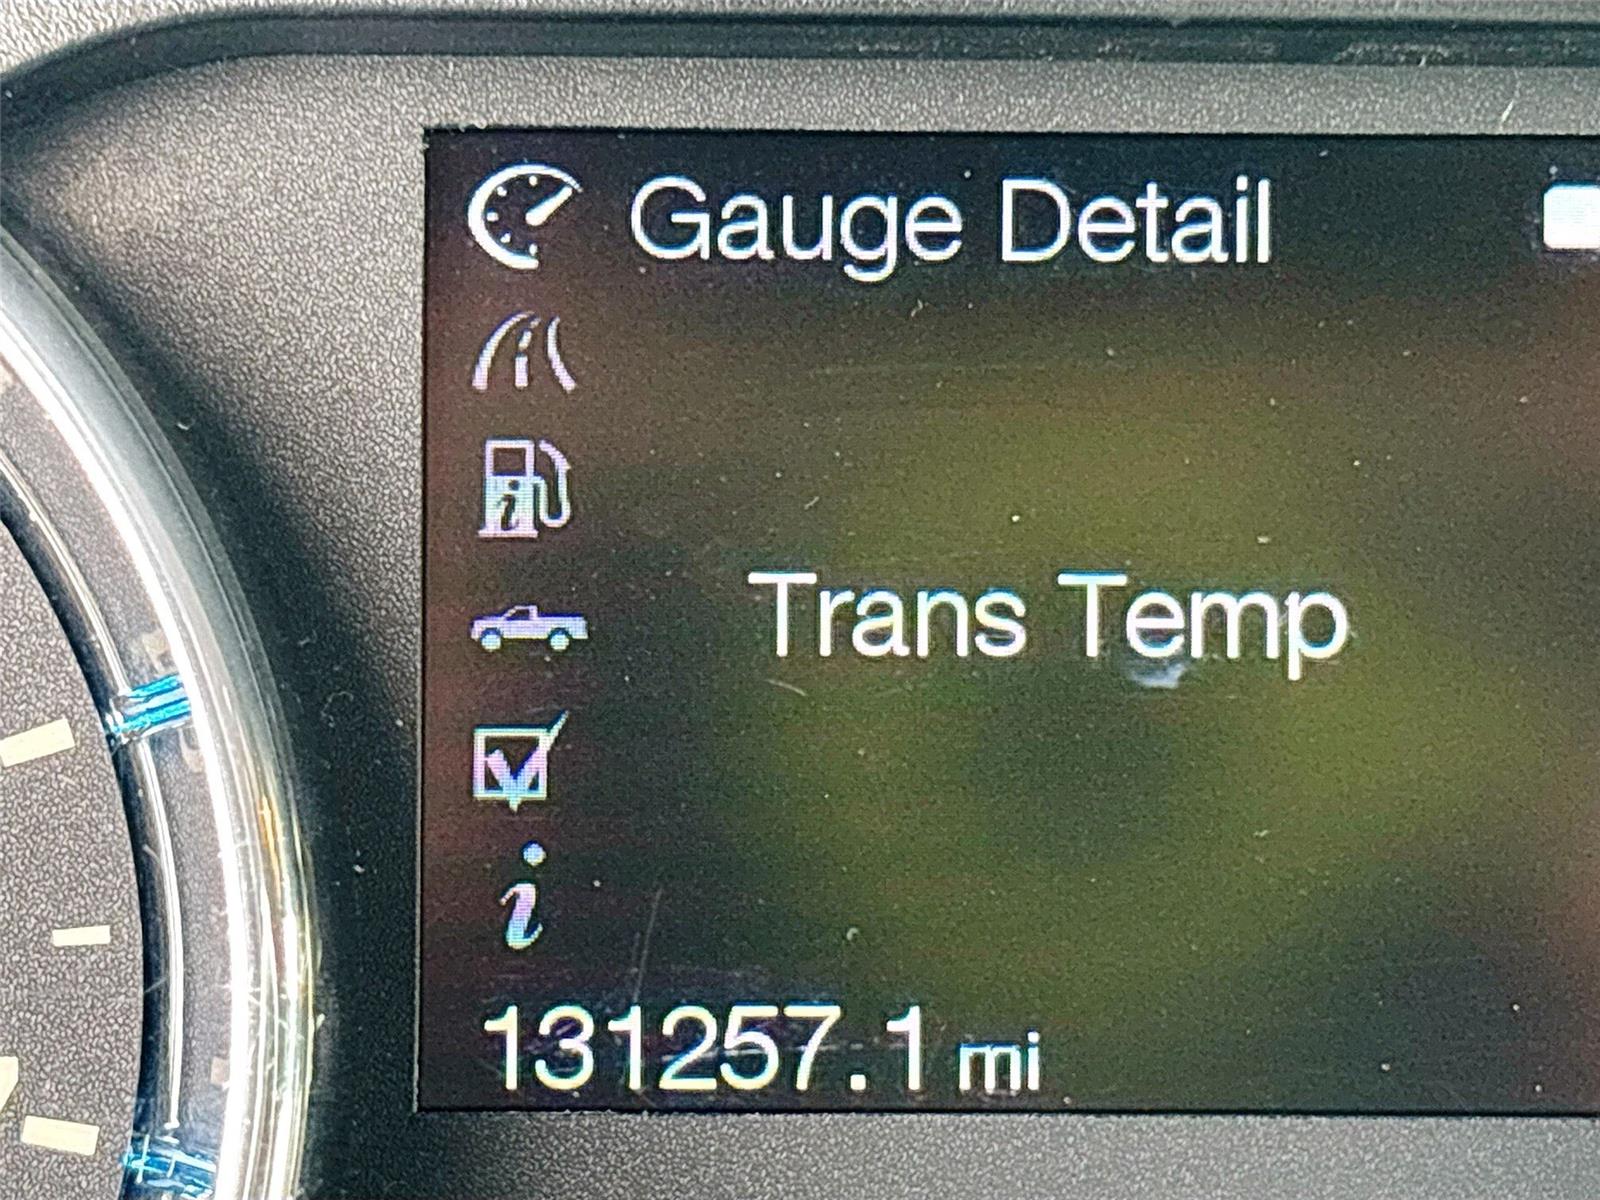 Gauge Detail
Trans Temp
131257.1 mi